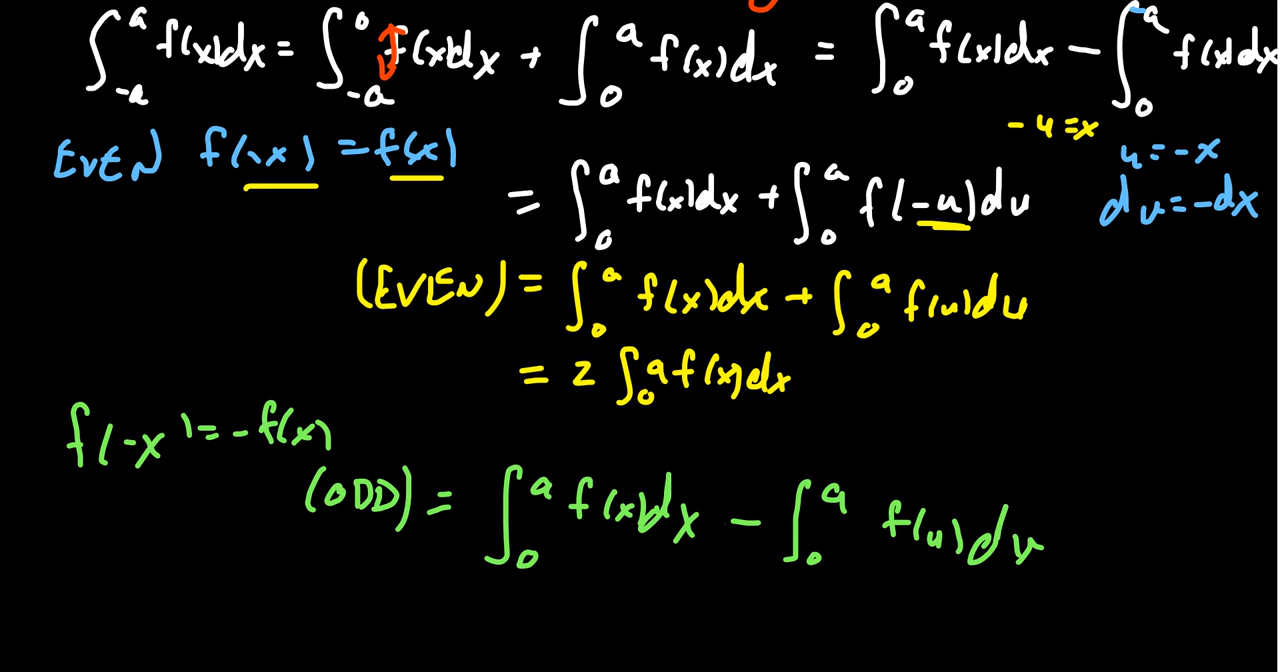 ∫_{-a}^{a} f(x)dx = ∫_{-a}^{0} f(x)dx + ∫_{0}^{a} f(x)dx = ∫_{0}^{a} f(x)dx − ∫_{0}^{-a} f(x)dx
-u=x
EVEN f(-x) = f(x)
u = -x
= ∫_{0}^{a} f(x)dx + ∫_{0}^{a} f(-u)du
du = -dx
(EVEN) = ∫_{0}^{a} f(x)dx + ∫_{0}^{a} f(u)du
= 2 ∫_{0}^{a} f(x)dx
f(-x) = -f(x)
(ODD) = ∫_{0}^{a} f(x)dx − ∫_{0}^{a} f(u)du